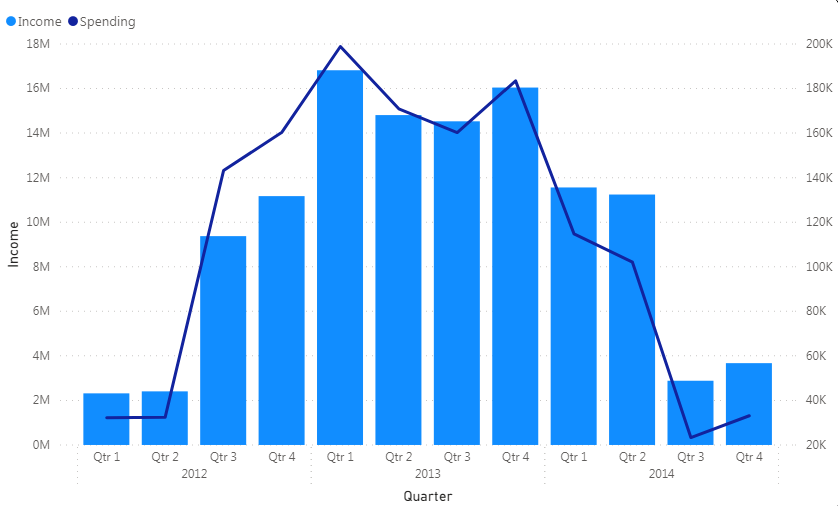 Income Spending
18M 200K
16M 180K
14M 160K
12M 140K
10M 120K
Income
8M 100K
6M 80K
4M 60K
2M 40K
0M 20K
Qtr 1 Qtr 2 Qtr 3 Qtr 4 Qtr 1 Qtr 2 Qtr 3 Qtr 4 Qtr 1 Qtr 2 Qtr 3 Qtr 4
2012 2013 2014
Quarter